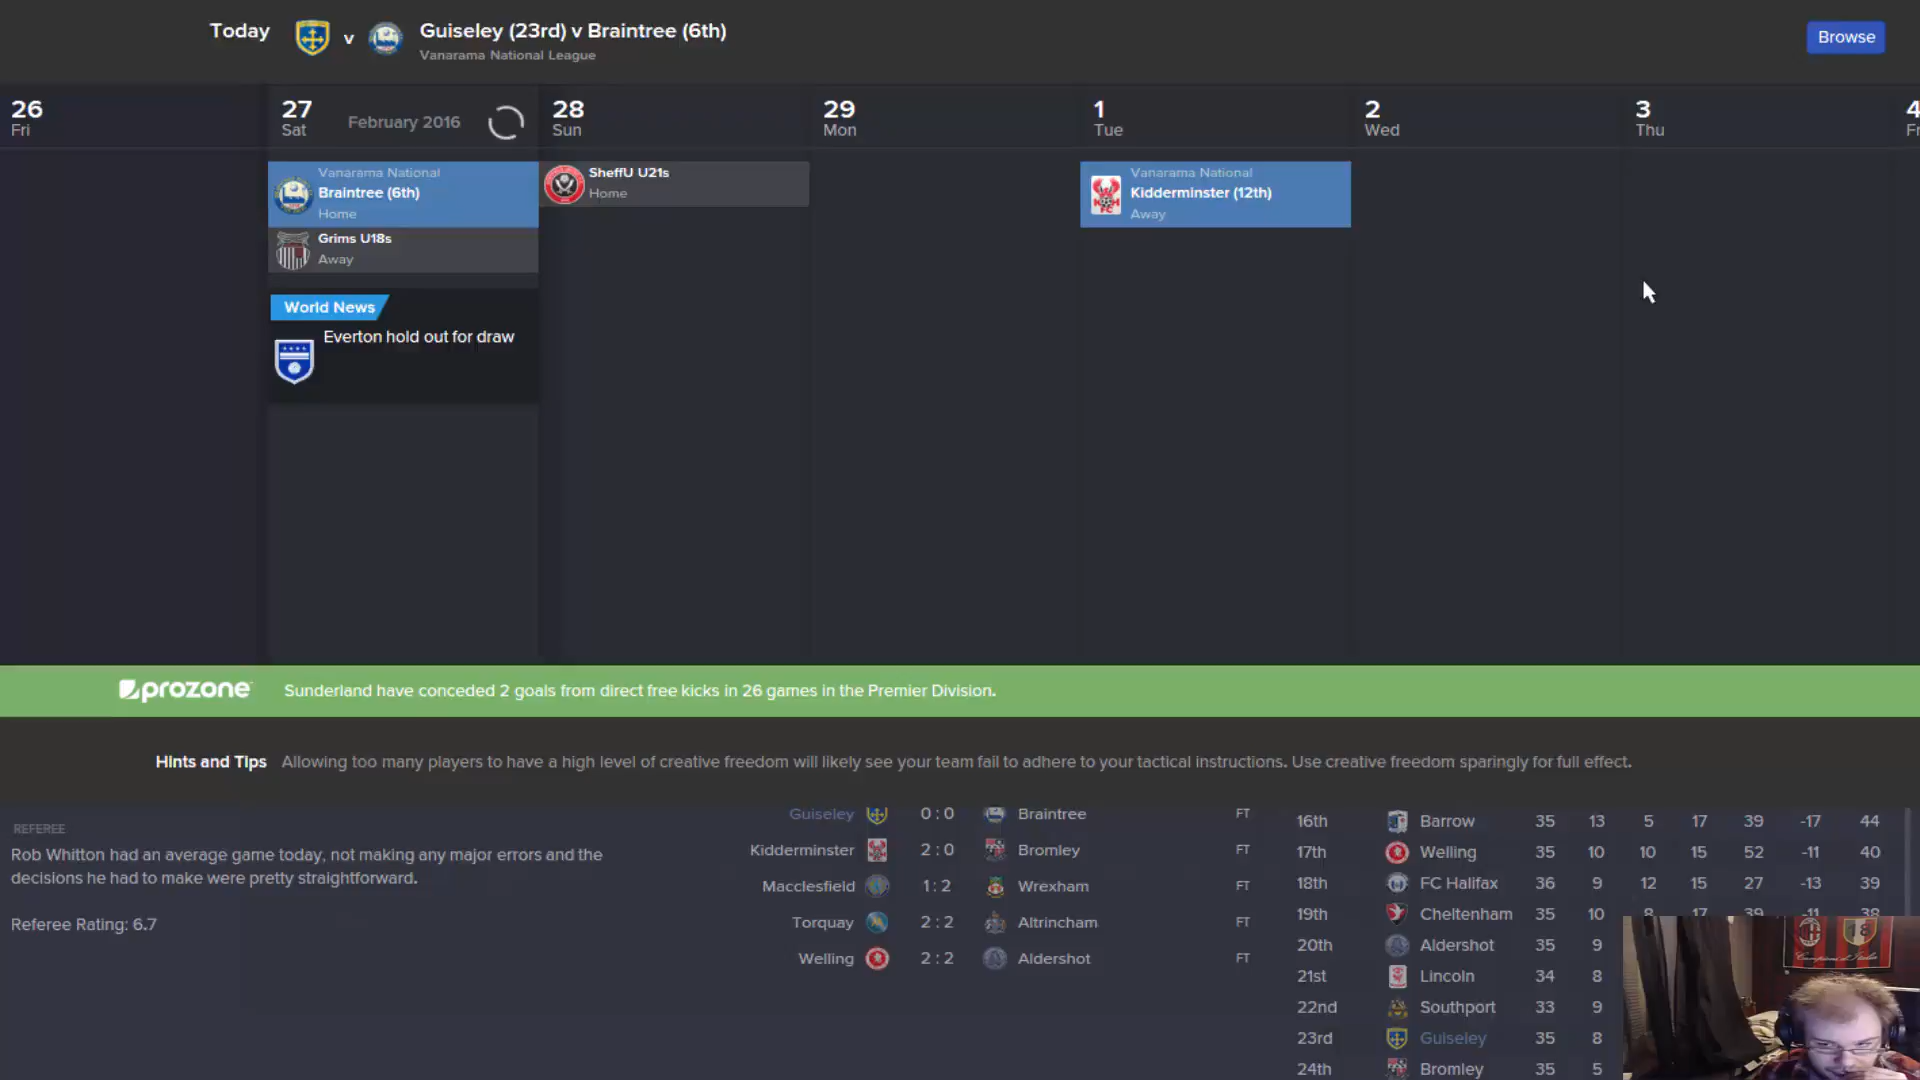 Today
v
Guiseley (23rd) v Braintree (6th)
Vanarama National League
Browse
26
Fri
27
Sat
February 2016
28
Sun
29
Mon
1
Tue
2
Wed
3
Thu
4
Fr
Vanarama National
Braintree (6th)
Home
Grims U18s
Away
SheffU U21s
Home
Vanarama National
Kidderminster (12th)
Away
World News
Everton hold out for draw
prozone
Sunderland have conceded 2 goals from direct free kicks in 26 games in the Premier Division.
Hints and Tips
Allowing too many players to have a high level of creative freedom will likely see your team fail to adhere to your tactical instructions. Use creative freedom sparingly for full effect.
REFEREE
Rob Whitton had an average game today, not making any major errors and the
decisions he had to make were pretty straightforward.
Referee Rating: 6.7
Guiseley 0 : 0 Braintree FT
Kidderminster 2 : 0 Bromley FT
Macclesfield 1 : 2 Wrexham FT
Torquay 2 : 2 Altrincham FT
Welling 2 : 2 Aldershot FT
16th Barrow 35 13 5 17 39 -17 44
17th Welling 35 10 10 15 52 -11 40
18th FC Halifax 36 9 12 15 27 -13 39
19th Cheltenham 35 10 8 17 39 -11 38
20th Aldershot 35 9
21st Lincoln 34 8
22nd Southport 33 9
23rd Guiseley 35 8
24th Bromley 35 5
18